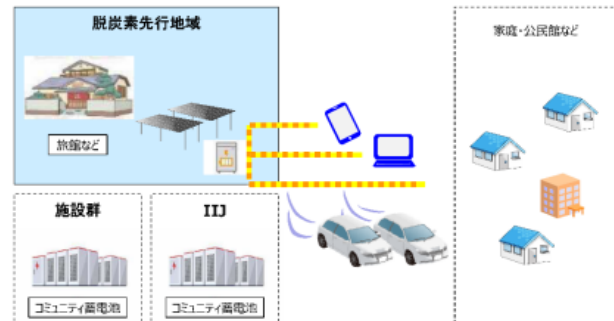 脱炭素先行地域
家庭・公民館など
旅館など
施設群
IIJ
コミュニティ蓄電池
コミュニティ蓄電池